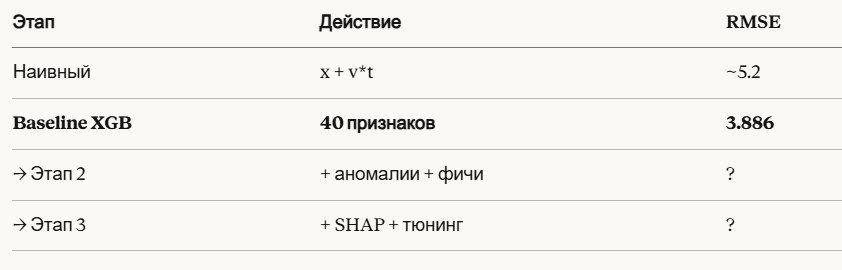 Этап Действие RMSE
Наивный x + v*t ~5.2
Baseline XGB 40 признаков 3.886
→ Этап 2 + аномалии + фичи ?
→ Этап 3 + SHAP + тюнинг ?